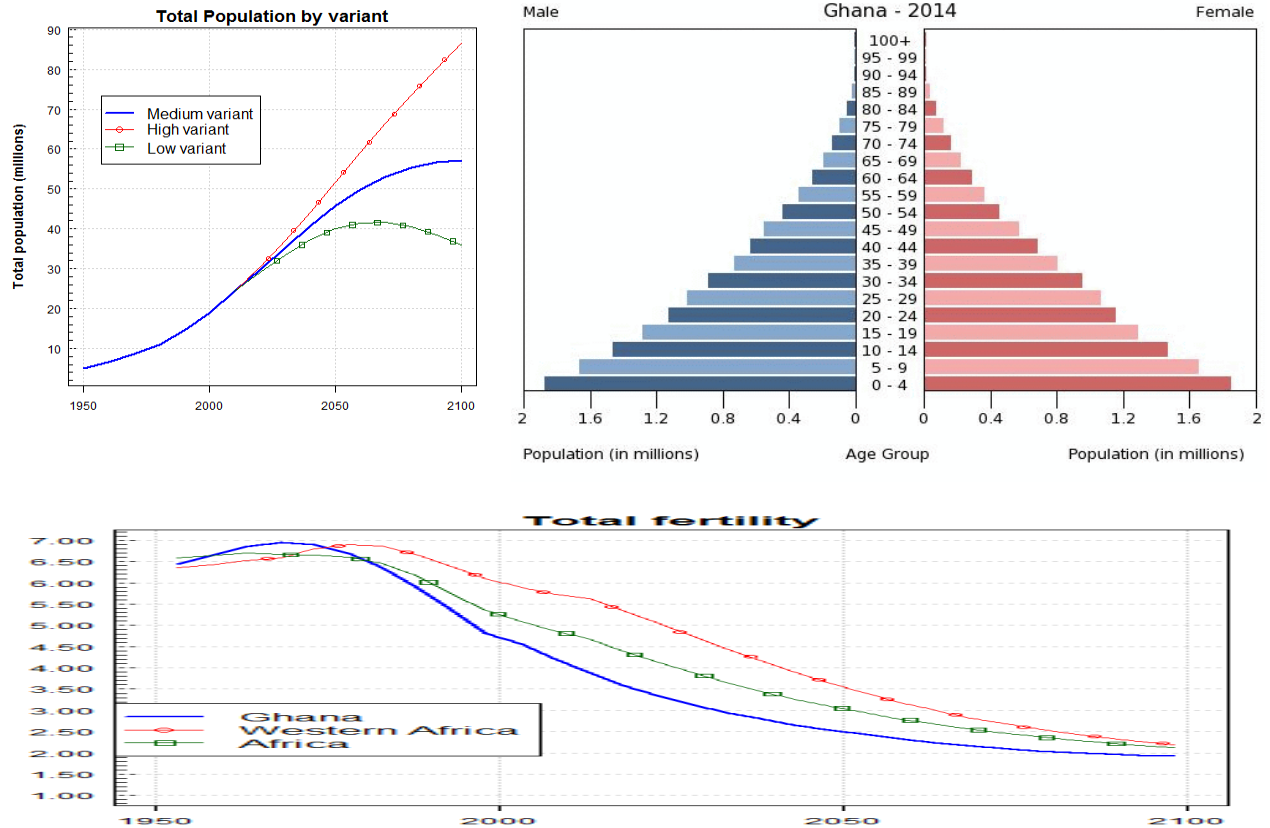 Total Population by variant
90
80
70
60
50
40
30
20
10
Total population (millions)
Medium variant
High variant
Low variant
1950 2000 2050 2100
Male Ghana - 2014 Female
100+
95 - 99
90 - 94
85 - 89
80 - 84
75 - 79
70 - 74
65 - 69
60 - 64
55 - 59
50 - 54
45 - 49
40 - 44
35 - 39
30 - 34
25 - 29
20 - 24
15 - 19
10 - 14
5 - 9
0 - 4
2 1.6 1.2 0.8 0.4 0 0 0.4 0.8 1.2 1.6 2
Population (in millions) Age Group Population (in millions)
Total fertility
7.00
6.50
6.00
5.50
5.00
4.50
4.00
3.50
3.00
2.50
2.00
1.50
1.00
Ghana
Western Africa
Africa
1950 2000 2050 2100